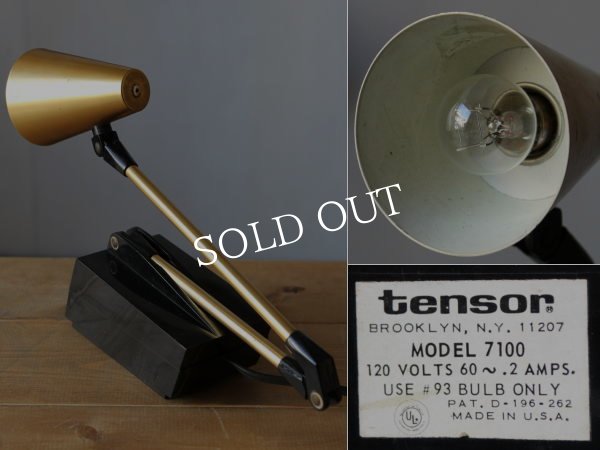 SOLD OUT
tensor®
BROOKLYN, N.Y. 11207
MODEL 7100
120 VOLTS 60 ~ .2 AMPS.
USE #93 BULB ONLY
PAT. D-196-262
UL
MADE IN U.S.A.